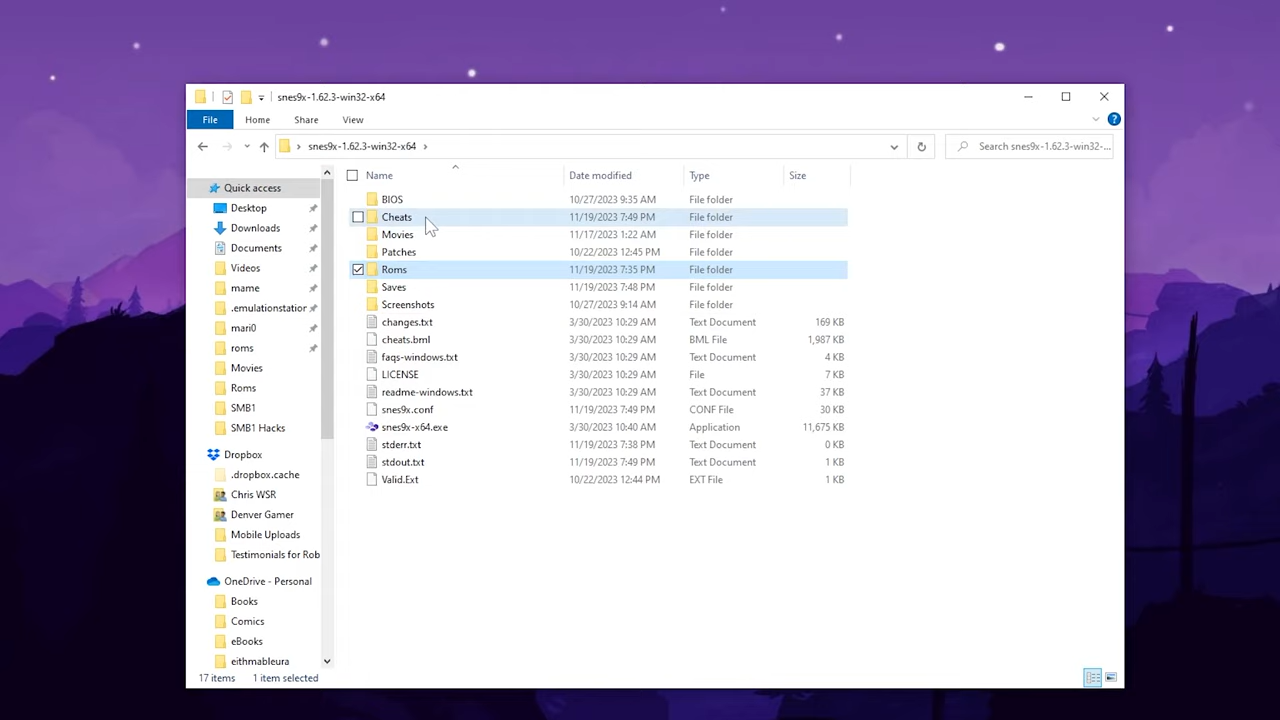 snes9x-1.62.3-win32-x64
File Home Share View
snes9x-1.62.3-win32-x64
Search snes9x-1.62.3-win32-...
Quick access
Desktop
Downloads
Documents
Videos
mame
.emulationstation
mari0
roms
Movies
Roms
SMB1
SMB1 Hacks
Dropbox
.dropbox.cache
Chris WSR
Denver Gamer
Mobile Uploads
Testimonials for Rob
OneDrive - Personal
Books
Comics
eBooks
eithmableura
Name Date modified Type Size
BIOS 10/27/2023 9:35 AM File folder
Cheats 11/19/2023 7:49 PM File folder
Movies 11/17/2023 1:22 AM File folder
Patches 10/22/2023 12:45 PM File folder
Roms 11/19/2023 7:35 PM File folder
Saves 11/19/2023 7:48 PM File folder
Screenshots 10/27/2023 9:14 AM File folder
changes.txt 3/30/2023 10:29 AM Text Document 169 KB
cheats.bml 3/30/2023 10:29 AM BML File 1,987 KB
faqs-windows.txt 3/30/2023 10:29 AM Text Document 4 KB
LICENSE 3/30/2023 10:29 AM File 7 KB
readme-windows.txt 3/30/2023 10:29 AM Text Document 37 KB
snes9x.conf 11/19/2023 7:49 PM CONF File 30 KB
snes9x-x64.exe 3/30/2023 10:40 AM Application 11,675 KB
stderr.txt 11/19/2023 7:38 PM Text Document 0 KB
stdout.txt 11/19/2023 7:49 PM Text Document 1 KB
Valid.Ext 10/22/2023 12:44 PM EXT File 1 KB
17 items 1 item selected